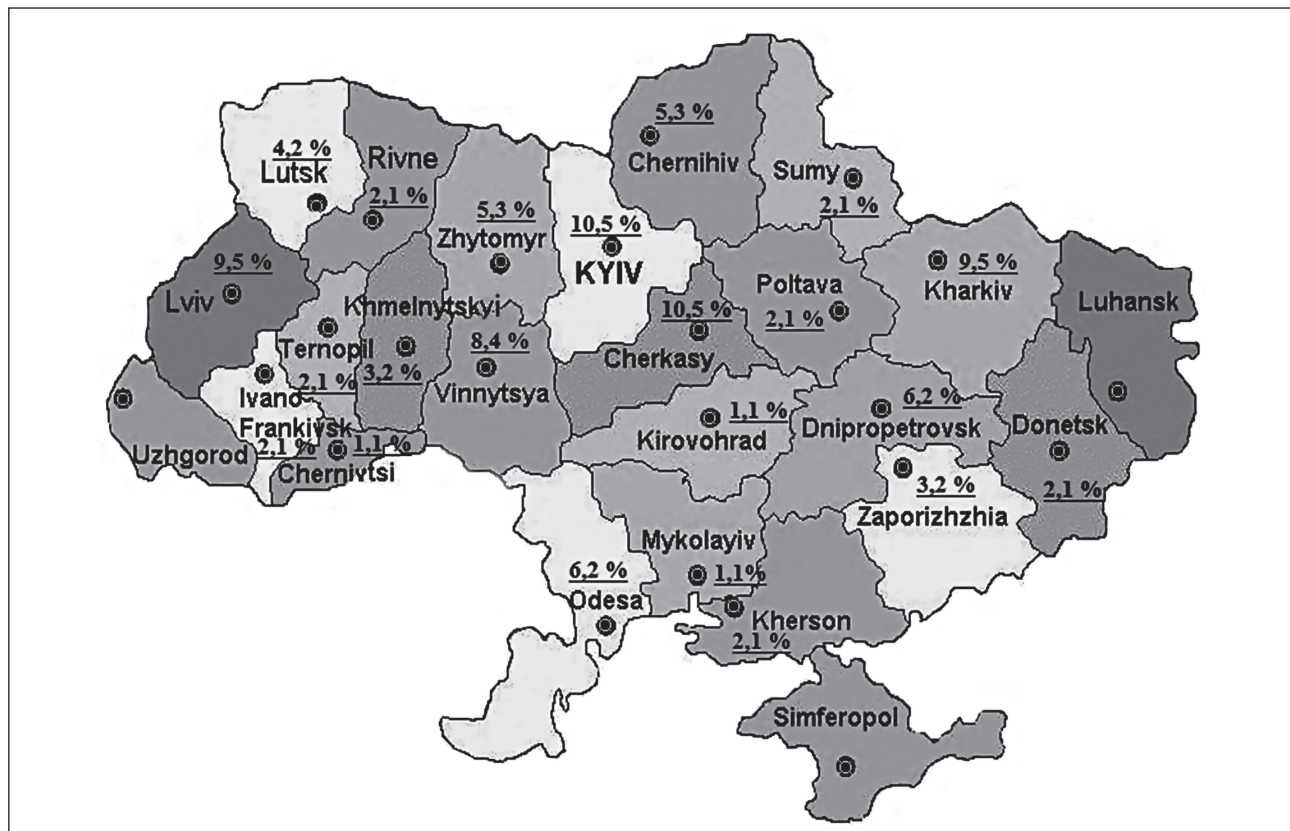 5,3 %
Chernihiv
Sumy
2,1 %
4,2 %
Lutsk
Rivne
2,1 %
5,3 %
Zhytomyr
10,5 %
KYIV
9,5 %
Lviv
Khmelnytskyi
3,2 %
Ternopil
2,1 %
8,4 %
Vinnytsya
10,5 %
Cherkasy
Poltava
2,1 %
9,5 %
Kharkiv
Luhansk
Ivano
Frankivsk
2,1 %
Uzhgorod
1,1 %
Chernivtsi
1,1 %
Kirovohrad
6,2 %
Dnipropetrovsk
Donetsk
2,1 %
3,2 %
Zaporizhzhia
Mykolayiv
1,1%
6,2 %
Odesa
Kherson
2,1 %
Simferopol